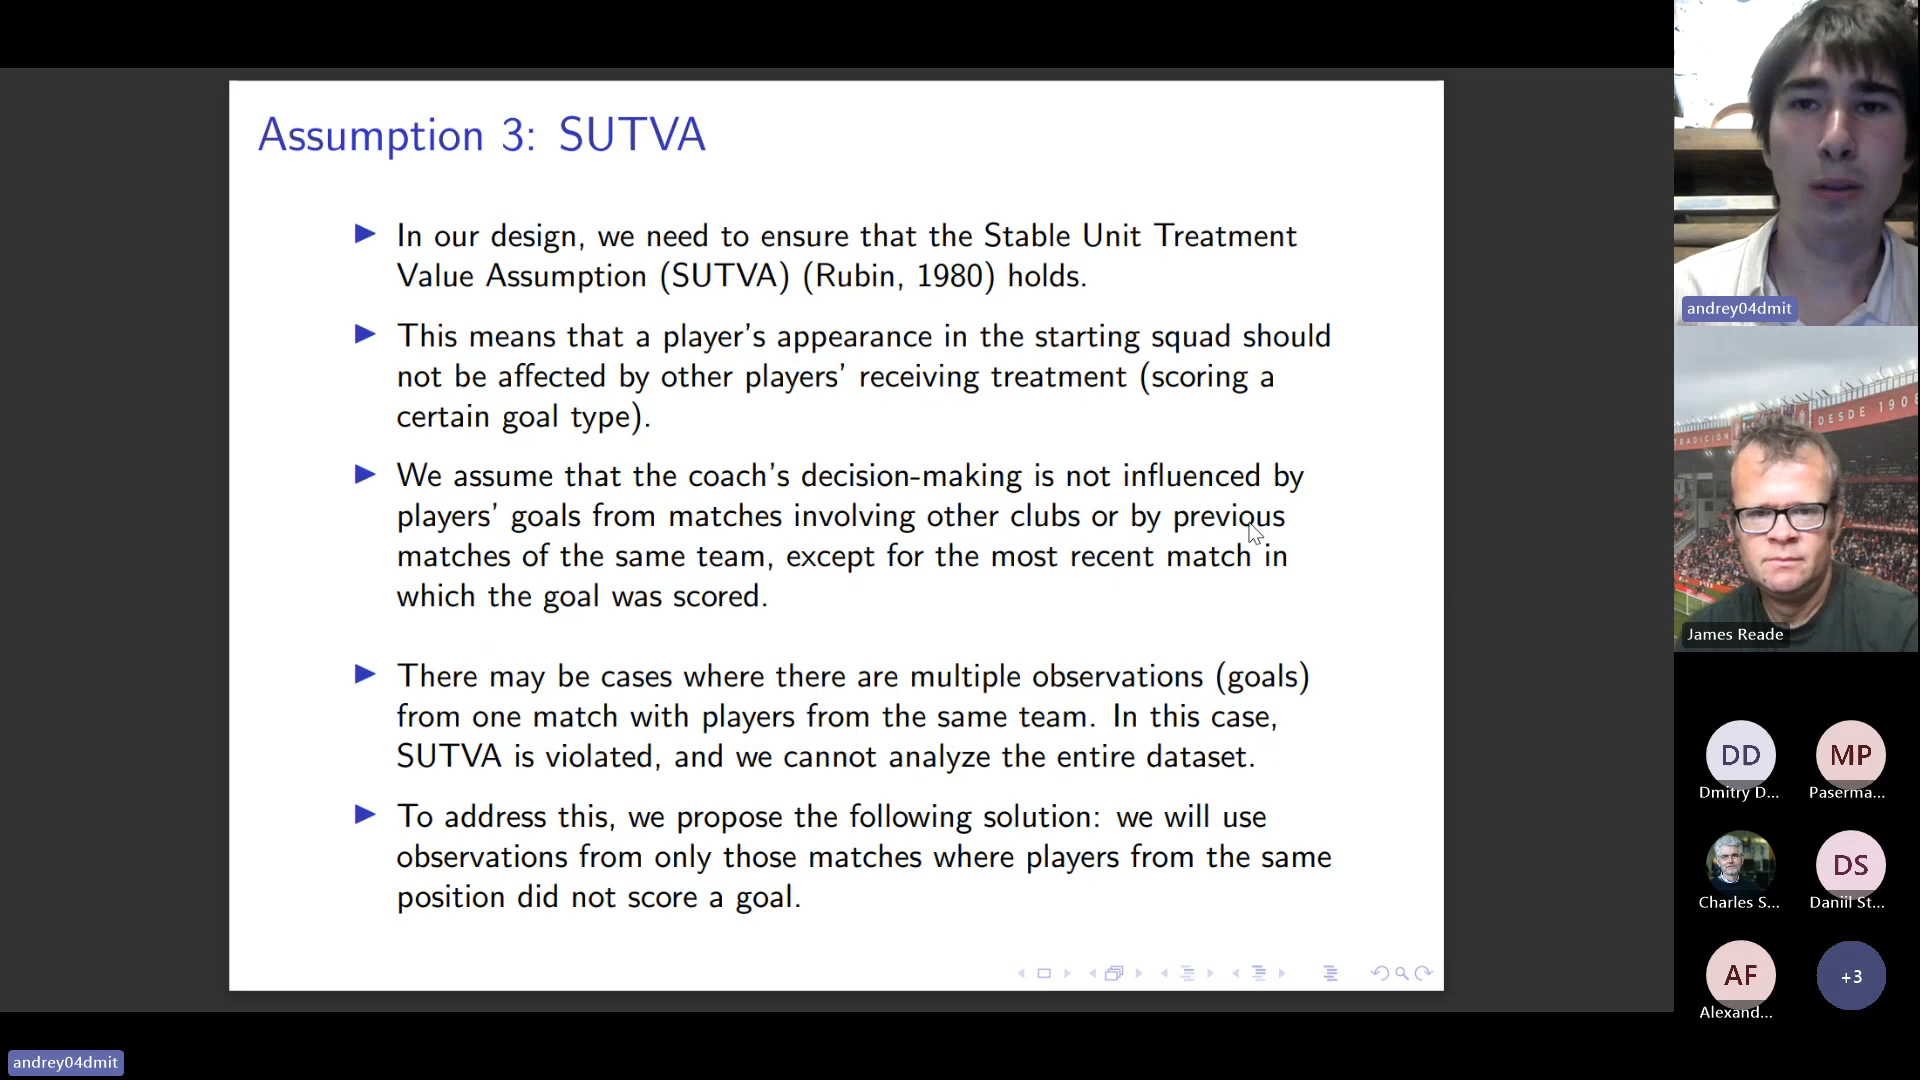 Assumption 3: SUTVA
In our design, we need to ensure that the Stable Unit Treatment
Value Assumption (SUTVA) (Rubin, 1980) holds.
This means that a player's appearance in the starting squad should
not be affected by other players' receiving treatment (scoring a
certain goal type).
We assume that the coach's decision-making is not influenced by
players' goals from matches involving other clubs or by previous
matches of the same team, except for the most recent match in
which the goal was scored.
There may be cases where there are multiple observations (goals)
from one match with players from the same team. In this case,
SUTVA is violated, and we cannot analyze the entire dataset.
To address this, we propose the following solution: we will use
observations from only those matches where players from the same
position did not score a goal.
andrey04dmit
TRADICIÓN
DESDE 1908
James Reade
DD
Dmitry D...
MP
Paserma...
Charles S...
DS
Daniil St...
AF
Alexand...
+3
andrey04dmit